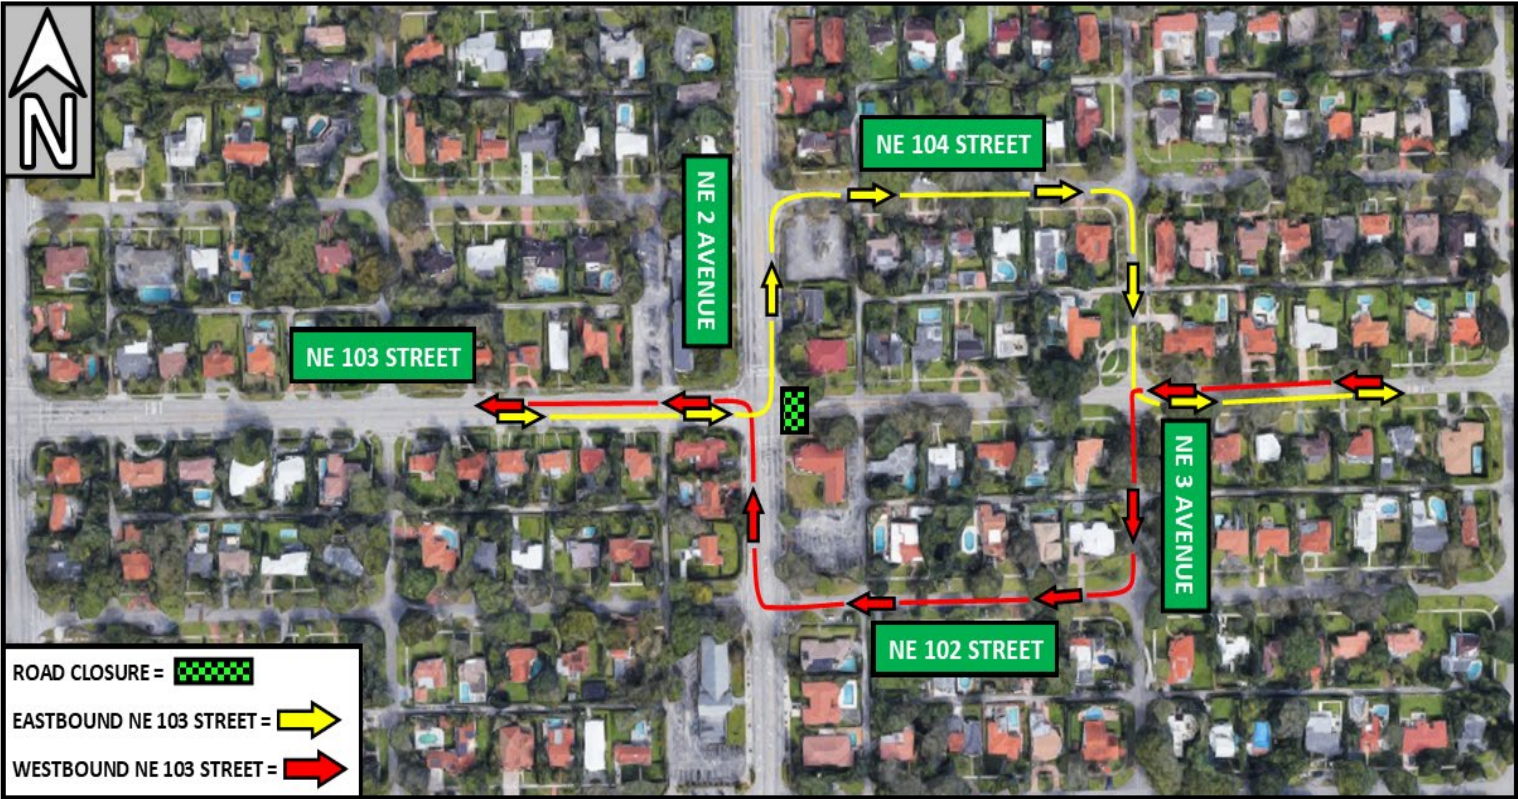 N
NE 104 STREET
NE 2 AVENUE
NE 103 STREET
NE 3 AVENUE
NE 102 STREET
ROAD CLOSURE =
EASTBOUND NE 103 STREET =
WESTBOUND NE 103 STREET =